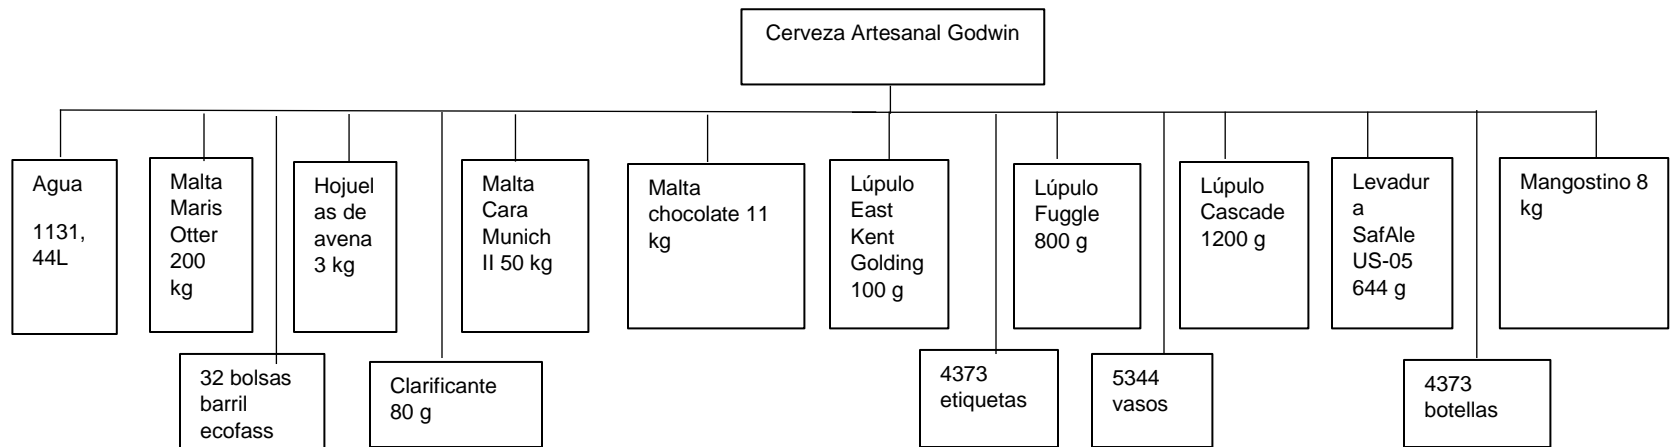 Cerveza Artesanal Godwin
Agua
1131,
44L
Malta
Maris
Otter
200
kg
Hojuel
as de
avena
3 kg
Malta
Cara
Munich
II 50 kg
Malta
chocolate 11
kg
Lúpulo
East
Kent
Golding
100 g
Lúpulo
Fuggle
800 g
Lúpulo
Cascade
1200 g
Levadur
a
SafAle
US-05
644 g
Mangostino 8
kg
32 bolsas
barril
ecofass
Clarificante
80 g
4373
etiquetas
5344
vasos
4373
botellas